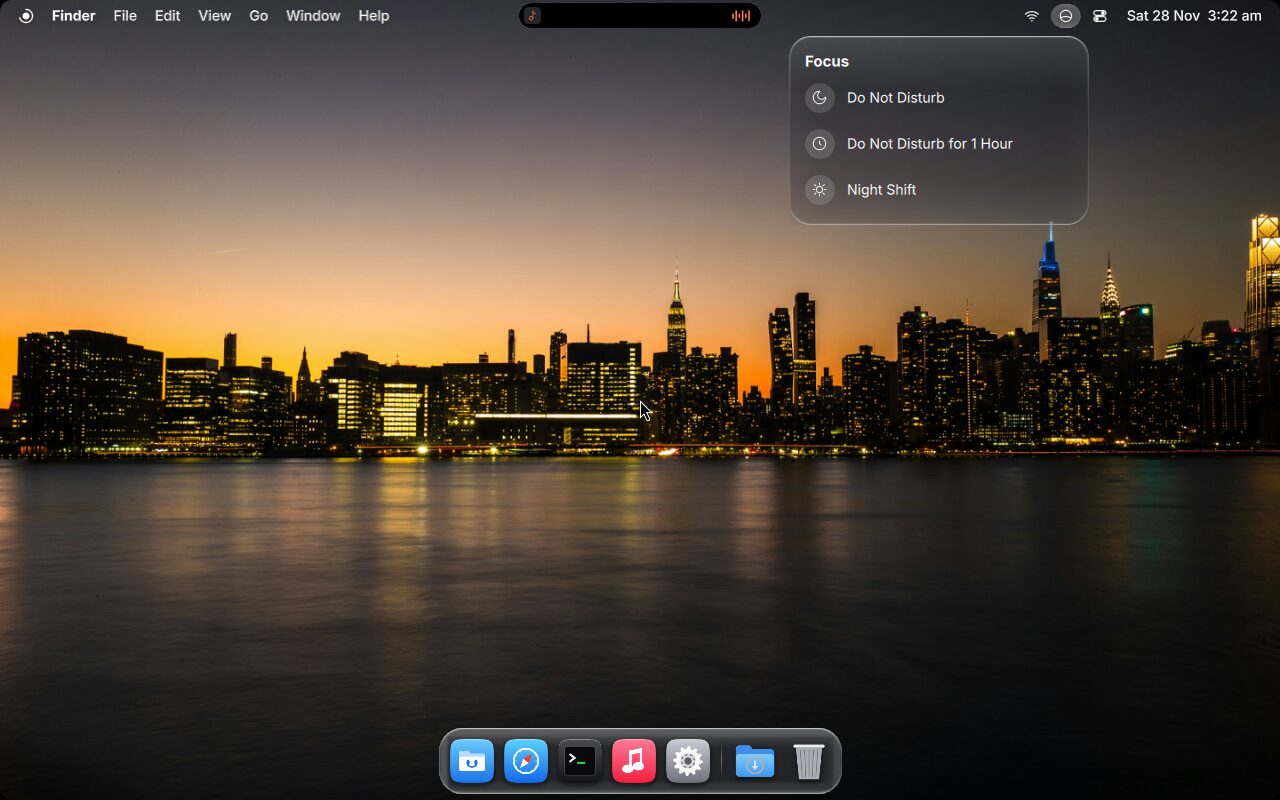 Finder File Edit View Go Window Help
Sat 28 Nov 3:22 am
Focus
Do Not Disturb
Do Not Disturb for 1 Hour
Night Shift